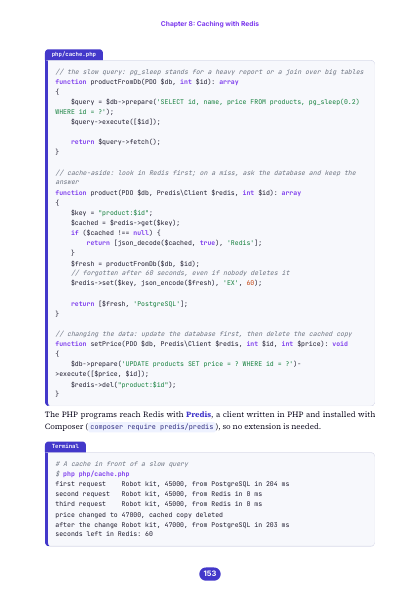 Chapter 8: Caching with Redis
php/cache.php
// the slow query: pg_sleep stands for a heavy report or a join over big tables
function productFromDb(PDO $db, int $id): array
{
    $query = $db->prepare('SELECT id, name, price FROM products, pg_sleep(0.2)
WHERE id = ?');
    $query->execute([$id]);

    return $query->fetch();
}

// cache-aside: look in Redis first; on a miss, ask the database and keep the
answer
function product(PDO $db, Predis\Client $redis, int $id): array
{
    $key = "product:$id";
    $cached = $redis->get($key);
    if ($cached !== null) {
        return [json_decode($cached, true), 'Redis'];
    }
    $fresh = productFromDb($db, $id);
    // forgotten after 60 seconds, even if nobody deletes it
    $redis->set($key, json_encode($fresh), 'EX', 60);

    return [$fresh, 'PostgreSQL'];
}

// changing the data: update the database first, then delete the cached copy
function setPrice(PDO $db, Predis\Client $redis, int $id, int $price): void
{
    $db->prepare('UPDATE products SET price = ? WHERE id = ?')-
>execute([$price, $id]);
    $redis->del("product:$id");
}
The PHP programs reach Redis with Predis, a client written in PHP and installed with
Composer (composer require predis/predis), so no extension is needed.
Terminal
# A cache in front of a slow query
$ php php/cache.php
first request    Robot kit, 45000, from PostgreSQL in 204 ms
second request   Robot kit, 45000, from Redis in 0 ms
third request    Robot kit, 45000, from Redis in 0 ms
price changed to 47000, cached copy deleted
after the change Robot kit, 47000, from PostgreSQL in 203 ms
seconds left in Redis: 60
153